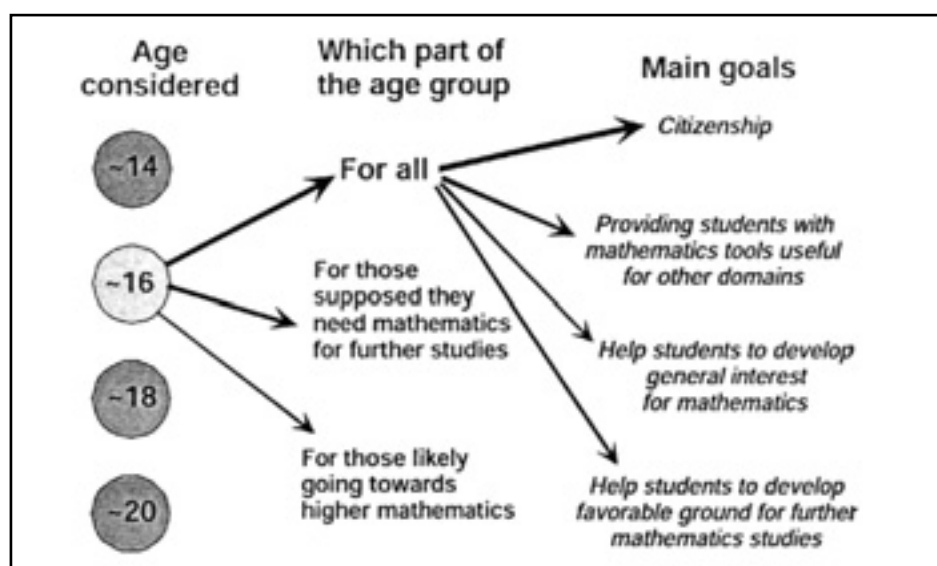 Age
considered
Which part of
the age group
Main goals
~14
~16
~18
~20
For all
For those
supposed they
need mathematics
for further studies
For those likely
going towards
higher mathematics
Citizenship
Providing students with
mathematics tools useful
for other domains
Help students to develop
general interest
for mathematics
Help students to develop
favorable ground for further
mathematics studies